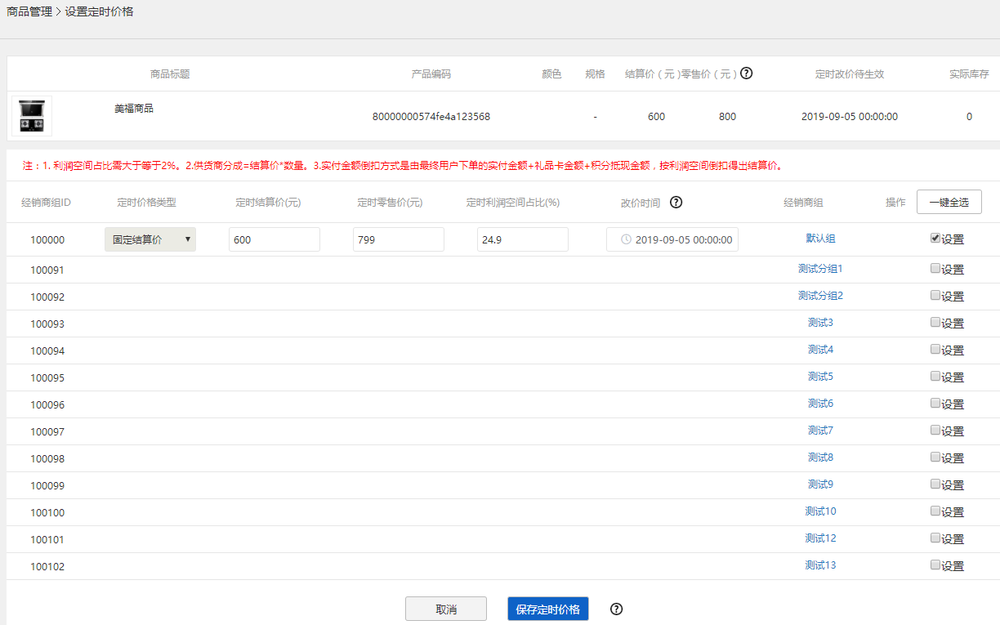 商品管理 > 设置定时价格
商品标题 产品编码 颜色 规格 结算价（元）零售价（元） ? 定时改价待生效 实际库存
美福商品 80000000574fe4a123568 - 600 800 2019-09-05 00:00:00 0
注：1. 利润空间占比需大于等于2%。2.供货商分成=结算价*数量。3.实付金额倒扣方式是由最终用户下单的实付金额+礼品卡金额+积分抵现金额，按利润空间倒扣得出结算价。
经销商组ID 定时价格类型 定时结算价(元) 定时零售价(元) 定时利润空间占比(%) 改价时间 ? 经销商组 操作 一键全选
100000 固定结算价 600 799 24.9 2019-09-05 00:00:00 默认组 设置
100091 测试分组1 设置
100092 测试分组2 设置
100093 测试3 设置
100094 测试4 设置
100095 测试5 设置
100096 测试6 设置
100097 测试7 设置
100098 测试8 设置
100099 测试9 设置
100100 测试10 设置
100101 测试12 设置
100102 测试13 设置
取消 保存定时价格 ?